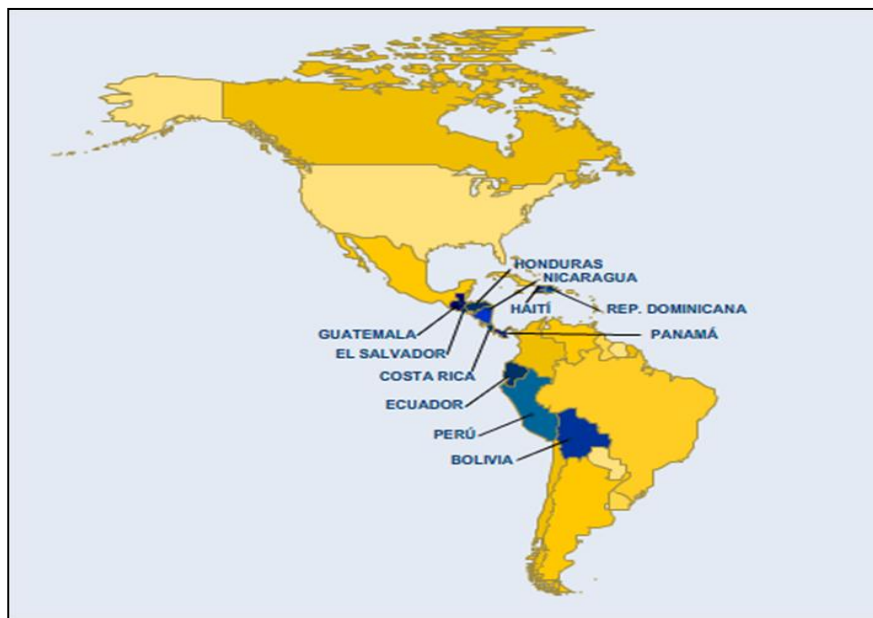 HONDURAS
NICARAGUA
HAITÍ
REP. DOMINICANA
GUATEMALA
PANAMÁ
EL SALVADOR
COSTA RICA
ECUADOR
PERÚ
BOLIVIA